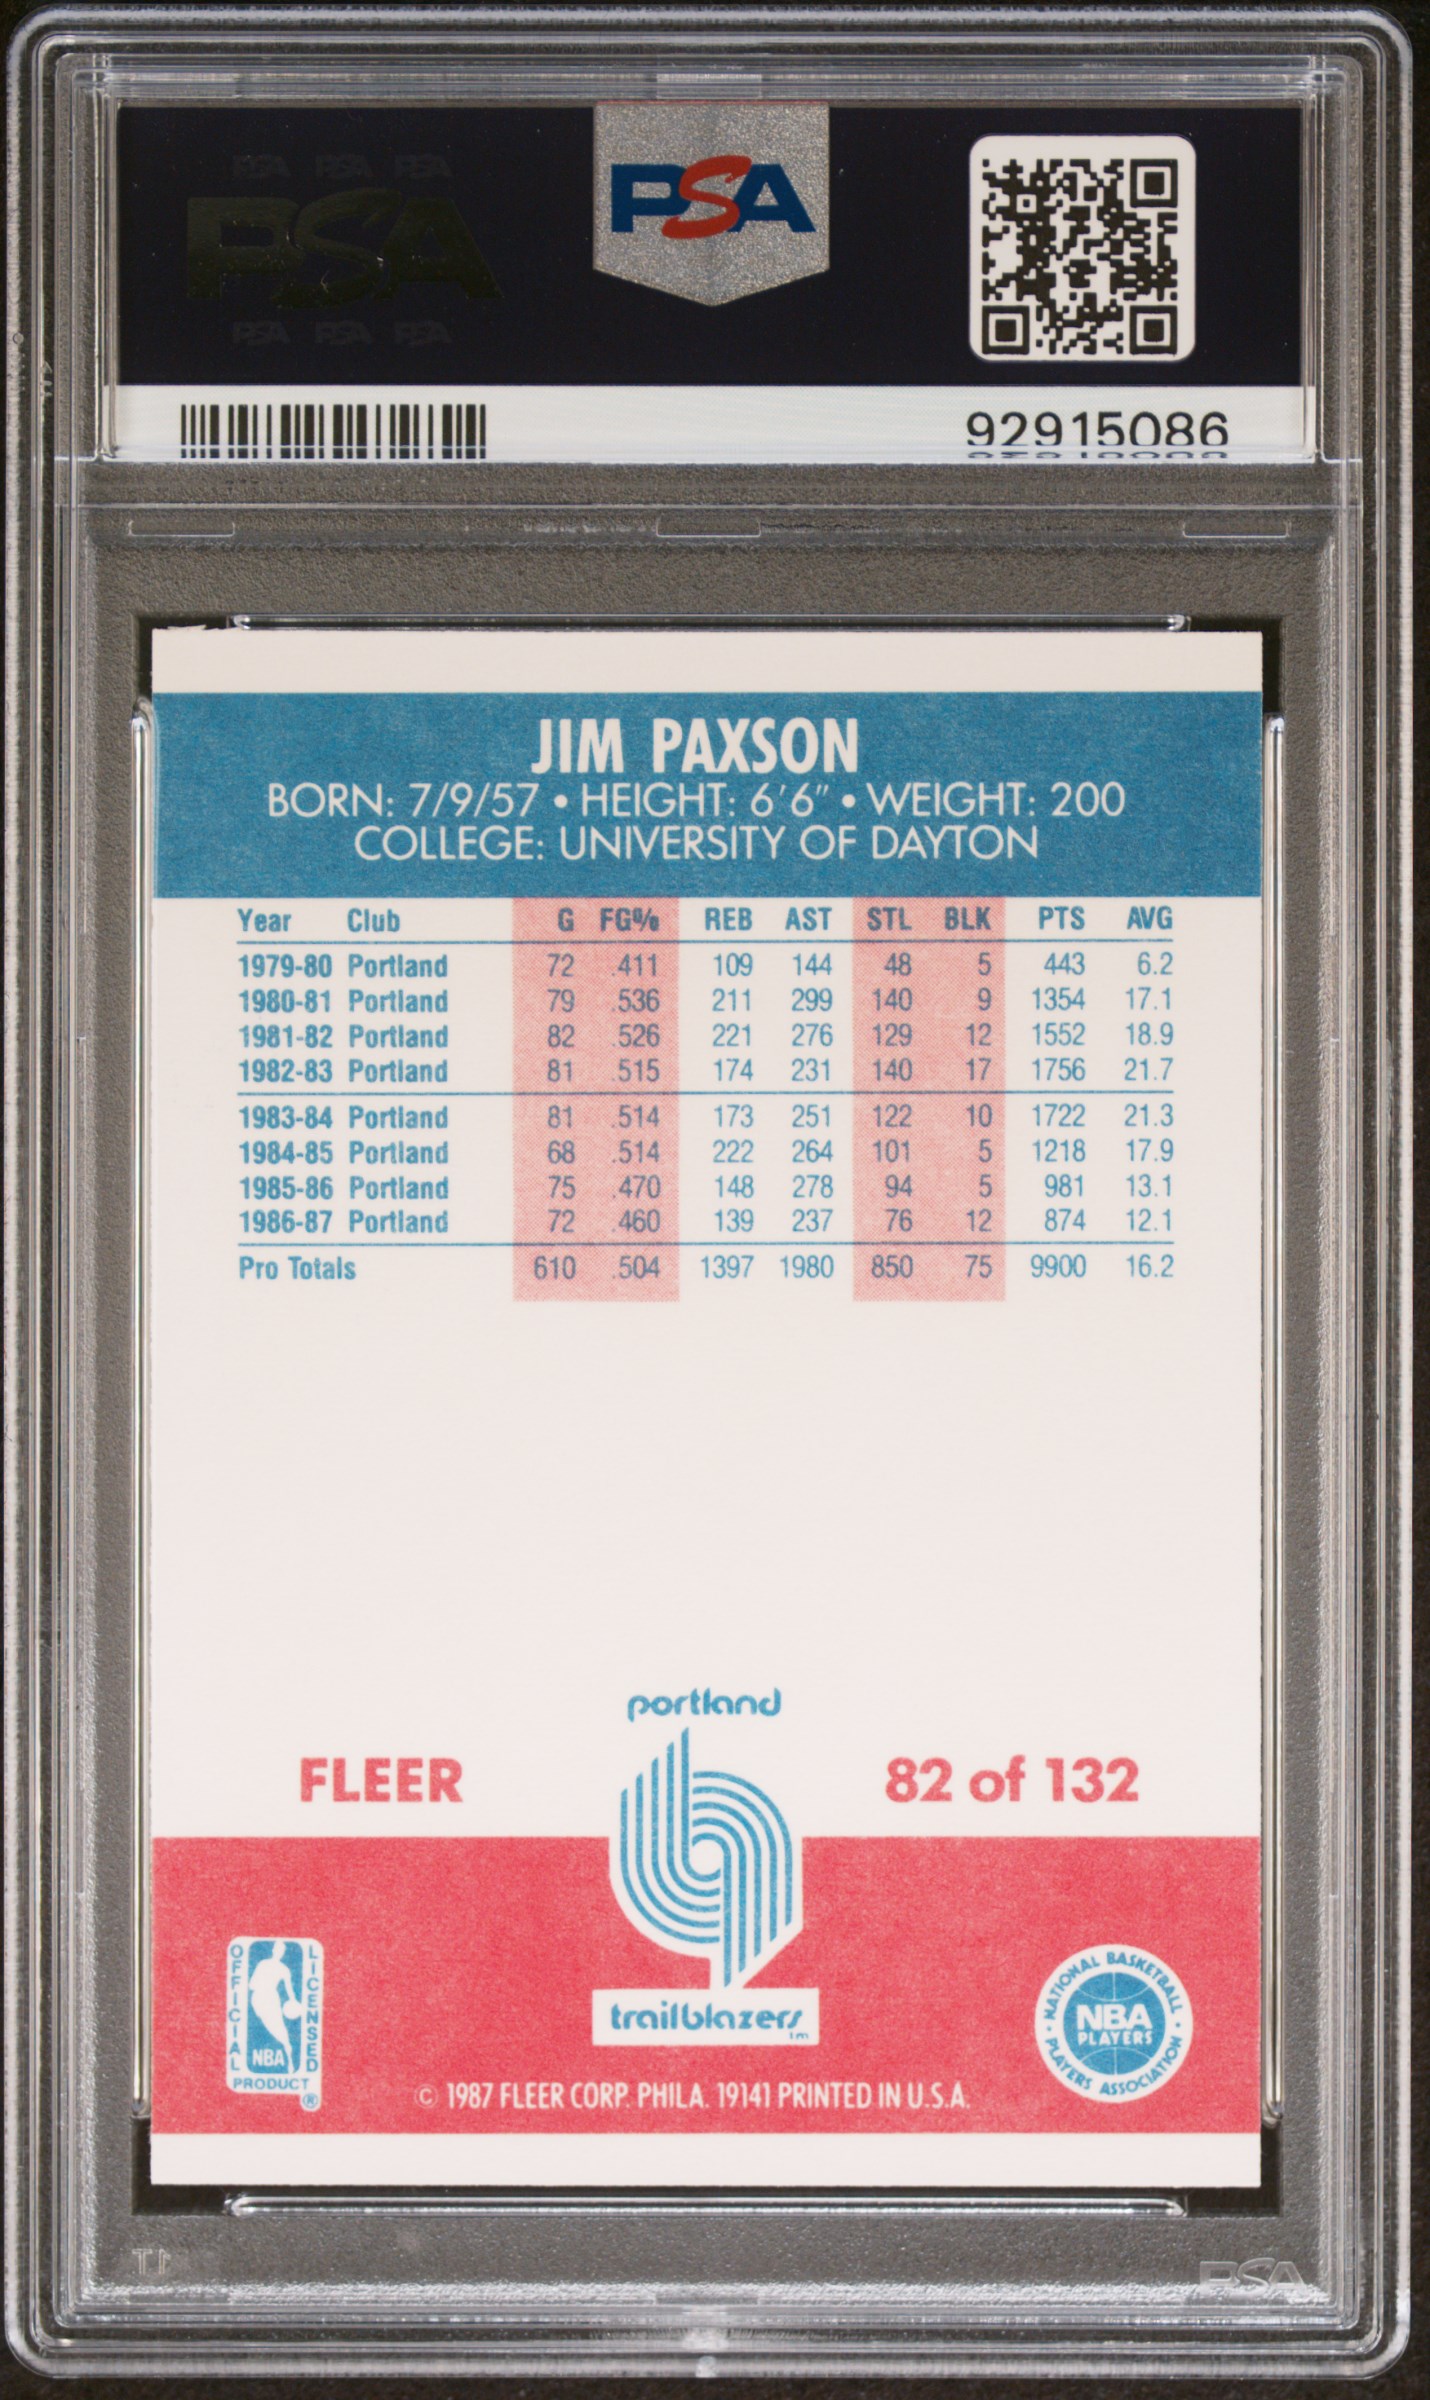 PSA PSA PSA
PSA
PSA PSA PSA
PSA
92915086
JIM PAXSON
BORN: 7/9/57 • HEIGHT: 6'6" • WEIGHT: 200
COLLEGE: UNIVERSITY OF DAYTON
Year Club G FG% REB AST STL BLK PTS AVG
1979-80 Portland 72 .411 109 144 48 5 443 6.2
1980-81 Portland 79 .536 211 299 140 9 1354 17.1
1981-82 Portland 82 .526 221 276 129 12 1552 18.9
1982-83 Portland 81 .515 174 231 140 17 1756 21.7
1983-84 Portland 81 .514 173 251 122 10 1722 21.3
1984-85 Portland 68 .514 222 264 101 5 1218 17.9
1985-86 Portland 75 .470 148 278 94 5 981 13.1
1986-87 Portland 72 .460 139 237 76 12 874 12.1
Pro Totals 610 .504 1397 1980 850 75 9900 16.2
portland
FLEER
82 of 132
trailblazers
tm
OFFICIAL LICENSED
NBA
PRODUCT
®
NATIONAL BASKETBALL
NBA
PLAYERS
PLAYERS ASSOCIATION
© 1987 FLEER CORP. PHILA. 19141 PRINTED IN U.S.A.
PSA